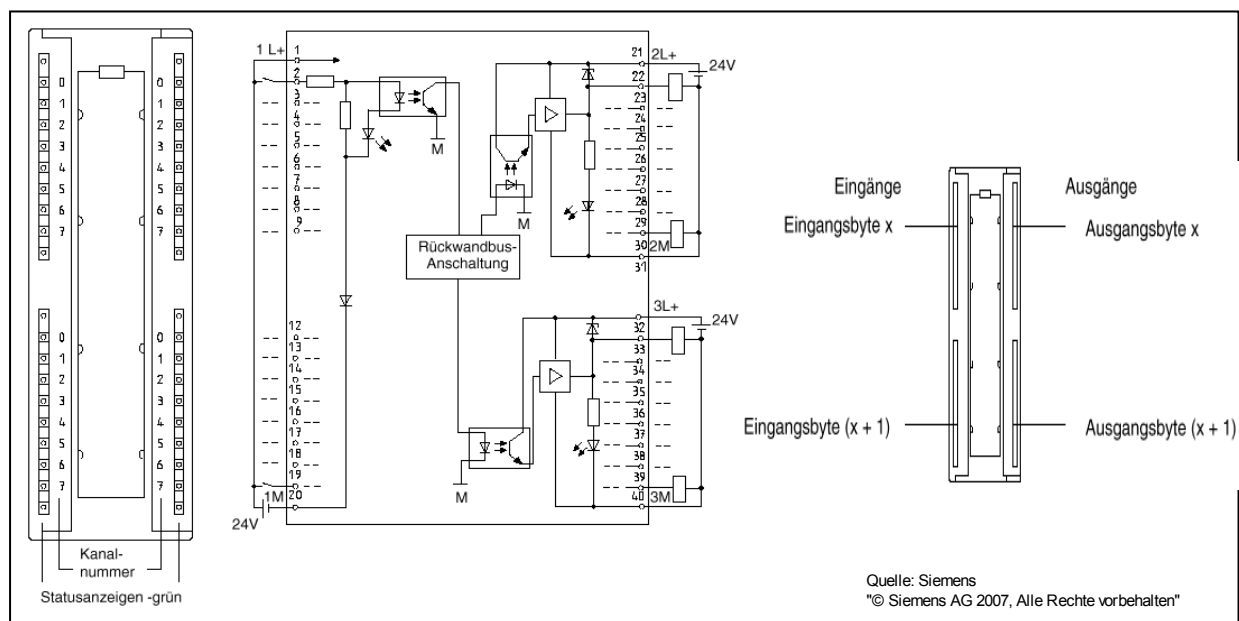 0
1
2
3
4
5
6
7
0
1
2
3
4
5
6
7
0
1
2
3
4
5
6
7
0
1
2
3
4
5
6
7
Kanal-
nummer
Statusanzeigen -grün
1 L+
1
2
3
4
5
6
7
8
9
12
13
14
15
16
17
18
19
20
1M
24V
M
M
Rückwandbus-
Anschaltung
M
21
22
23
24
25
26
27
28
29
30
31
2L+
24V
2M
32
33
34
35
36
37
38
39
40
3L+
24V
3M
Eingänge
Ausgänge
Eingangsbyte x
Ausgangsbyte x
Eingangsbyte (x + 1)
Ausgangsbyte (x + 1)
Quelle: Siemens
"© Siemens AG 2007, Alle Rechte vorbehalten"